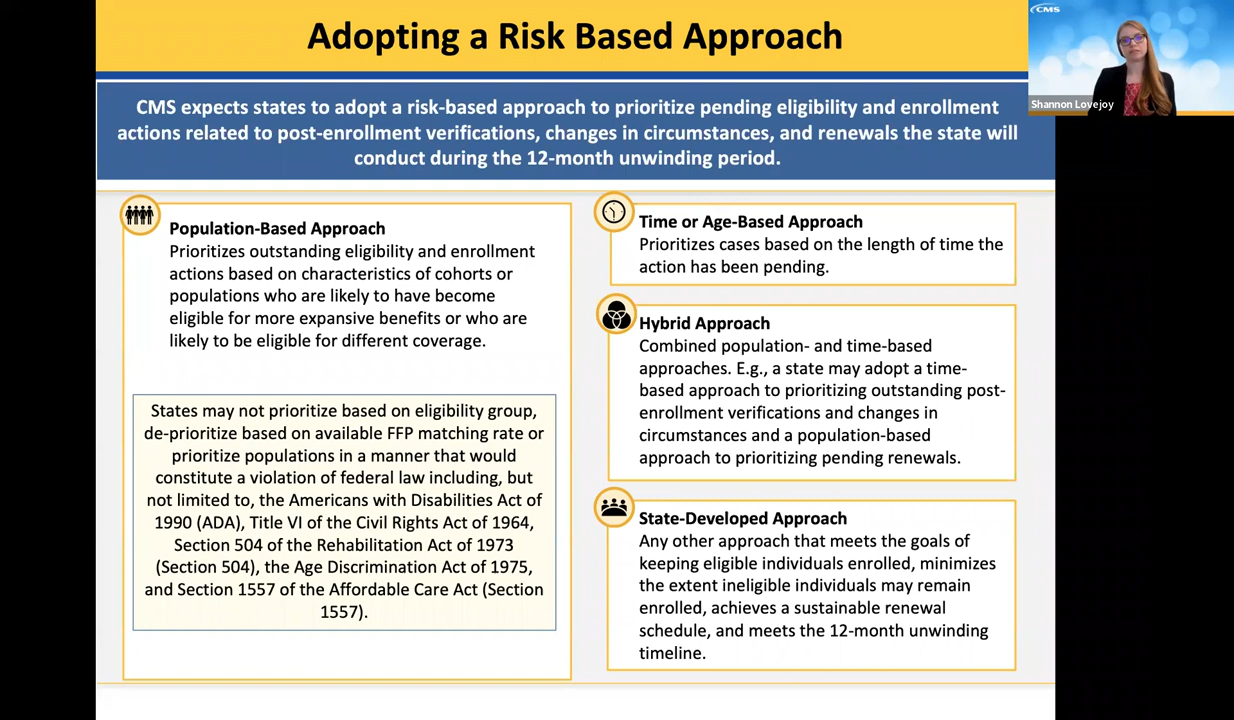 Adopting a Risk Based Approach
CMS
Shannon Lovejoy
CMS expects states to adopt a risk-based approach to prioritize pending eligibility and enrollment
actions related to post-enrollment verifications, changes in circumstances, and renewals the state will
conduct during the 12-month unwinding period.
Population-Based Approach
Prioritizes outstanding eligibility and enrollment
actions based on characteristics of cohorts or
populations who are likely to have become
eligible for more expansive benefits or who are
likely to be eligible for different coverage.
States may not prioritize based on eligibility group,
de-prioritize based on available FFP matching rate or
prioritize populations in a manner that would
constitute a violation of federal law including, but
not limited to, the Americans with Disabilities Act of
1990 (ADA), Title VI of the Civil Rights Act of 1964,
Section 504 of the Rehabilitation Act of 1973
(Section 504), the Age Discrimination Act of 1975,
and Section 1557 of the Affordable Care Act (Section
1557).
Time or Age-Based Approach
Prioritizes cases based on the length of time the
action has been pending.
Hybrid Approach
Combined population- and time-based
approaches. E.g., a state may adopt a time-
based approach to prioritizing outstanding post-
enrollment verifications and changes in
circumstances and a population-based
approach to prioritizing pending renewals.
State-Developed Approach
Any other approach that meets the goals of
keeping eligible individuals enrolled, minimizes
the extent ineligible individuals may remain
enrolled, achieves a sustainable renewal
schedule, and meets the 12-month unwinding
timeline.